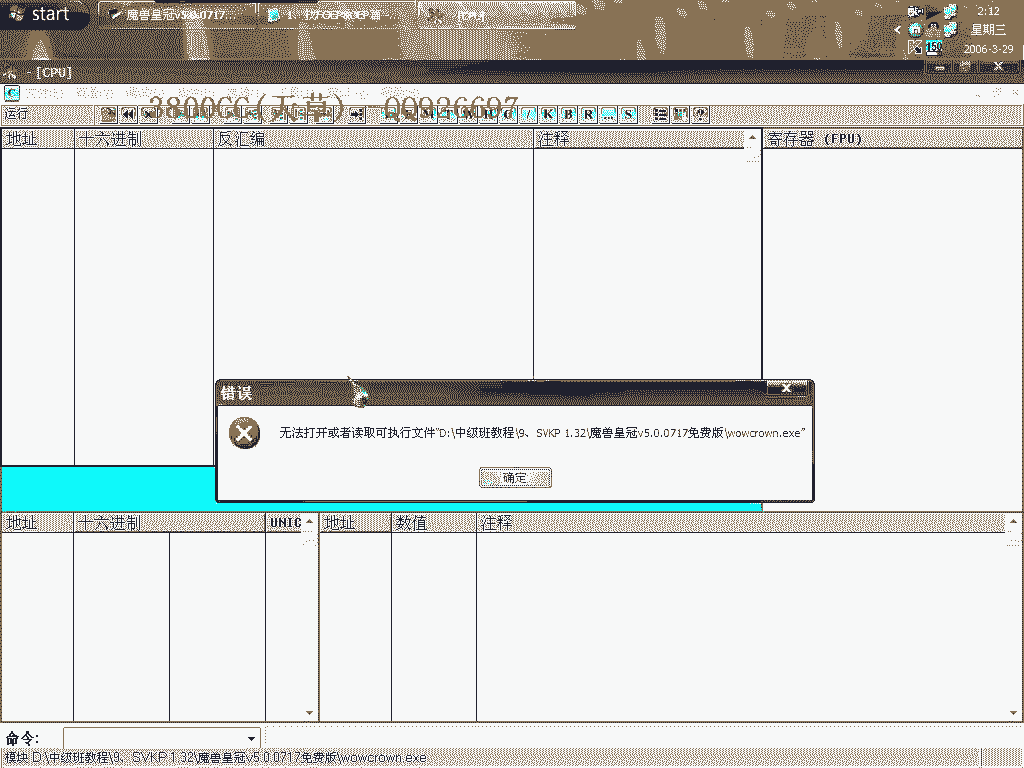 start
魔兽皇冠v5.0.0717...
2:12
星期三
150
2006-3-29
- [CPU]
C
3800CC(天草) QQ926697
运行
K B R ... S
地址 十六进制 反汇编 注释 寄存器 (FPU)
错误
无法打开或者读取可执行文件"D:\中级班教程\9、SVKP 1.32\魔兽皇冠v5.0.0717免费版\wowcrown.exe"
确定
地址 十六进制 UNIC 地址 数值 注释
命令:
模块 D:\中级班教程\9、SVKP 1.32\魔兽皇冠v5.0.0717免费版\wowcrown.exe